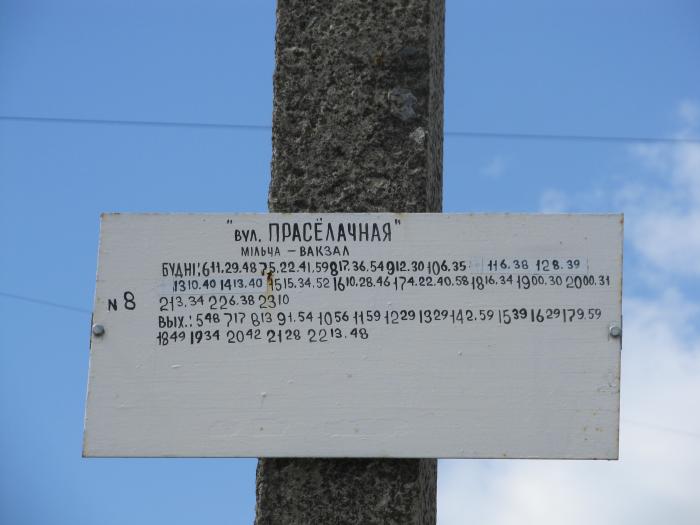 "вул. ПРАСЁЛАЧНАЯ"
МІЛЬЧА – ВАКЗАЛ
БУДНІ: 6 11.29.48 7 5.22.41.59 8 17.36.54 9 12.30 10 6.35 11 6.38 12 8.39
13 10.40 14 13.40 15 15.34.52 16 10.28.46 17 4.22.40.58 18 16.34 19 00.30 20 00.31
N 8 21 3.34 22 6.38 23 10
ВЫХ.: 5 48 7 17 8 13 9 1.54 10 56 11 59 12 29 13 29 14 2.59 15 39 16 29 17 9.59
18 49 19 34 20 42 21 28 22 13.48